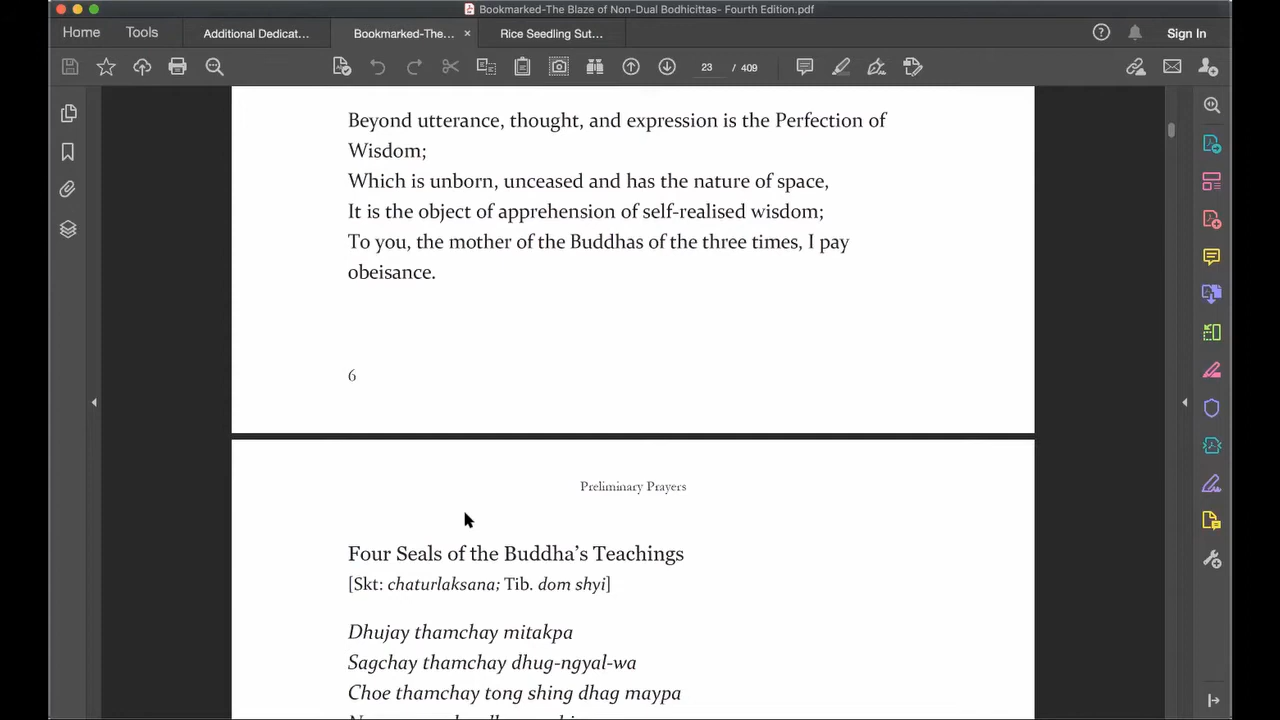 Bookmarked-The Blaze of Non-Dual Bodhicittas- Fourth Edition.pdf
Home Tools Additional Dedicat... Bookmarked-The... × Rice Seedling Sut... Sign In
23 / 409
Beyond utterance, thought, and expression is the Perfection of
Wisdom;
Which is unborn, unceased and has the nature of space,
It is the object of apprehension of self-realised wisdom;
To you, the mother of the Buddhas of the three times, I pay
obeisance.
6
Preliminary Prayers
Four Seals of the Buddha's Teachings
[Skt: chaturlaksana; Tib. dom shyi]
Dhujay thamchay mitakpa
Sagchay thamchay dhug-ngyal-wa
Choe thamchay tong shing dhag maypa